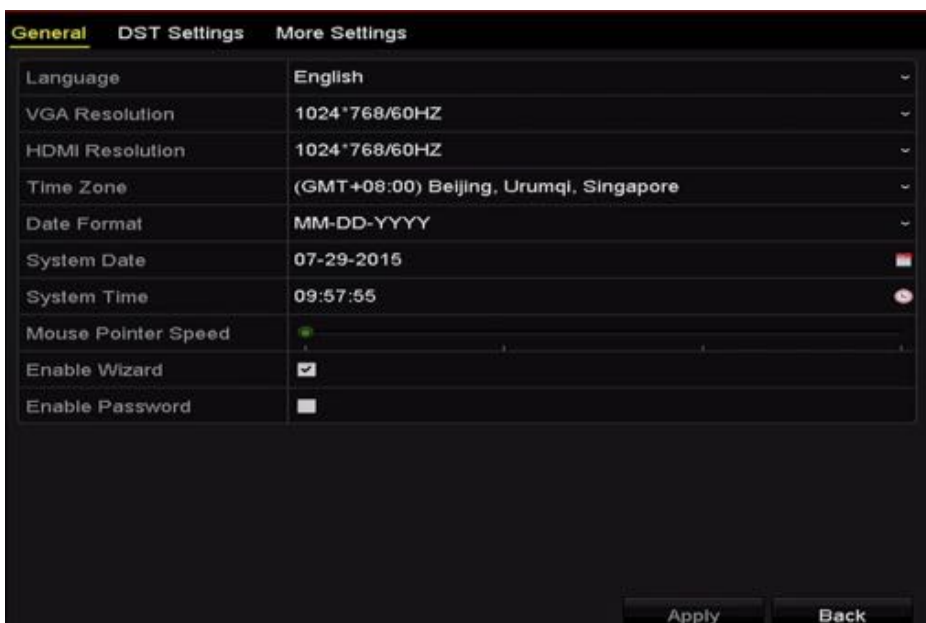 General DST Settings More Settings
Language English
VGA Resolution 1024*768/60HZ
HDMI Resolution 1024*768/60HZ
Time Zone (GMT+08:00) Beijing, Urumqi, Singapore
Date Format MM-DD-YYYY
System Date 07-29-2015
System Time 09:57:55
Mouse Pointer Speed
Enable Wizard
Enable Password
Apply Back